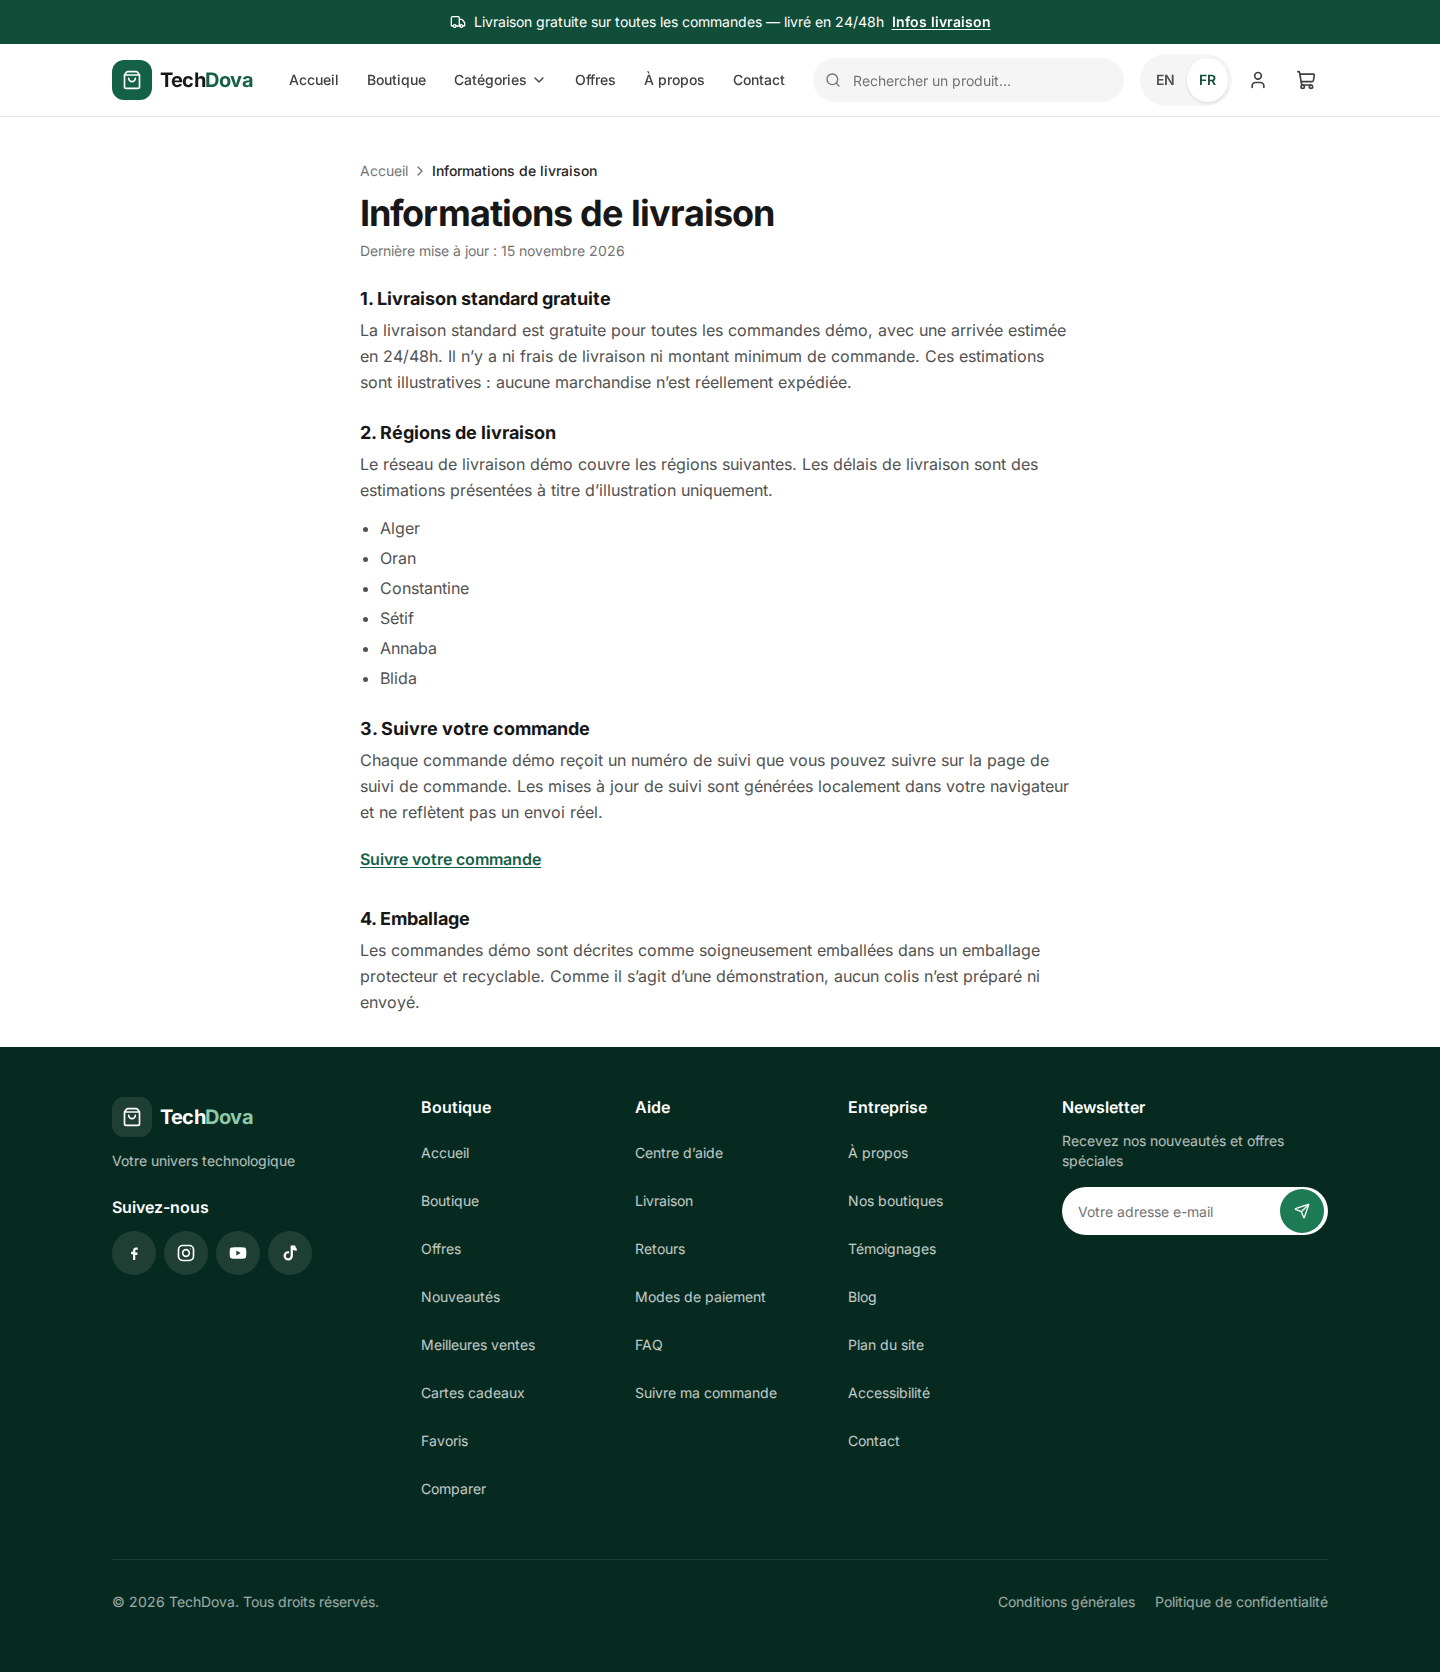 Livraison gratuite sur toutes les commandes — livré en 24/48h Infos livraison
TechDova Accueil Boutique Catégories Offres À propos Contact Rechercher un produit... EN FR
Accueil Informations de livraison
Informations de livraison
Dernière mise à jour : 15 novembre 2026
1. Livraison standard gratuite
La livraison standard est gratuite pour toutes les commandes démo, avec une arrivée estimée
en 24/48h. Il n’y a ni frais de livraison ni montant minimum de commande. Ces estimations
sont illustratives : aucune marchandise n’est réellement expédiée.
2. Régions de livraison
Le réseau de livraison démo couvre les régions suivantes. Les délais de livraison sont des
estimations présentées à titre d’illustration uniquement.
• Alger
• Oran
• Constantine
• Sétif
• Annaba
• Blida
3. Suivre votre commande
Chaque commande démo reçoit un numéro de suivi que vous pouvez suivre sur la page de
suivi de commande. Les mises à jour de suivi sont générées localement dans votre navigateur
et ne reflètent pas un envoi réel.
Suivre votre commande
4. Emballage
Les commandes démo sont décrites comme soigneusement emballées dans un emballage
protecteur et recyclable. Comme il s’agit d’une démonstration, aucun colis n’est préparé ni
envoyé.
TechDova
Votre univers technologique
Suivez-nous
Boutique
Accueil
Boutique
Offres
Nouveautés
Meilleures ventes
Cartes cadeaux
Favoris
Comparer
Aide
Centre d’aide
Livraison
Retours
Modes de paiement
FAQ
Suivre ma commande
Entreprise
À propos
Nos boutiques
Témoignages
Blog
Plan du site
Accessibilité
Contact
Newsletter
Recevez nos nouveautés et offres
spéciales
Votre adresse e-mail
© 2026 TechDova. Tous droits réservés.
Conditions générales Politique de confidentialité